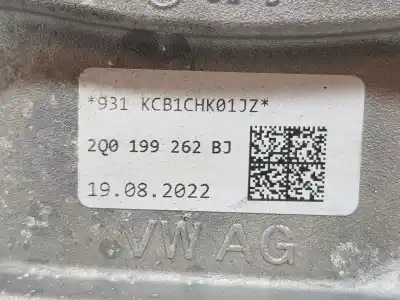 *931 KCB1CHK01JZ*
2Q0 199 262 BJ
19.08.2022
VW AG